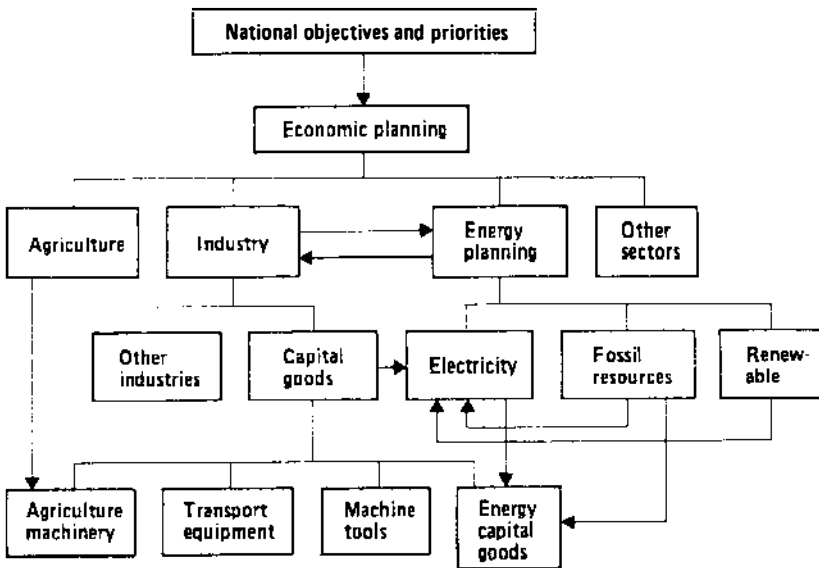 National objectives and priorities
Economic planning
Agriculture
Industry
Energy
planning
Other
sectors
Other
industries
Capital
goods
Electricity
Fossil
resources
Renew-
able
Agriculture
machinery
Transport
equipment
Machine
tools
Energy
capital
goods